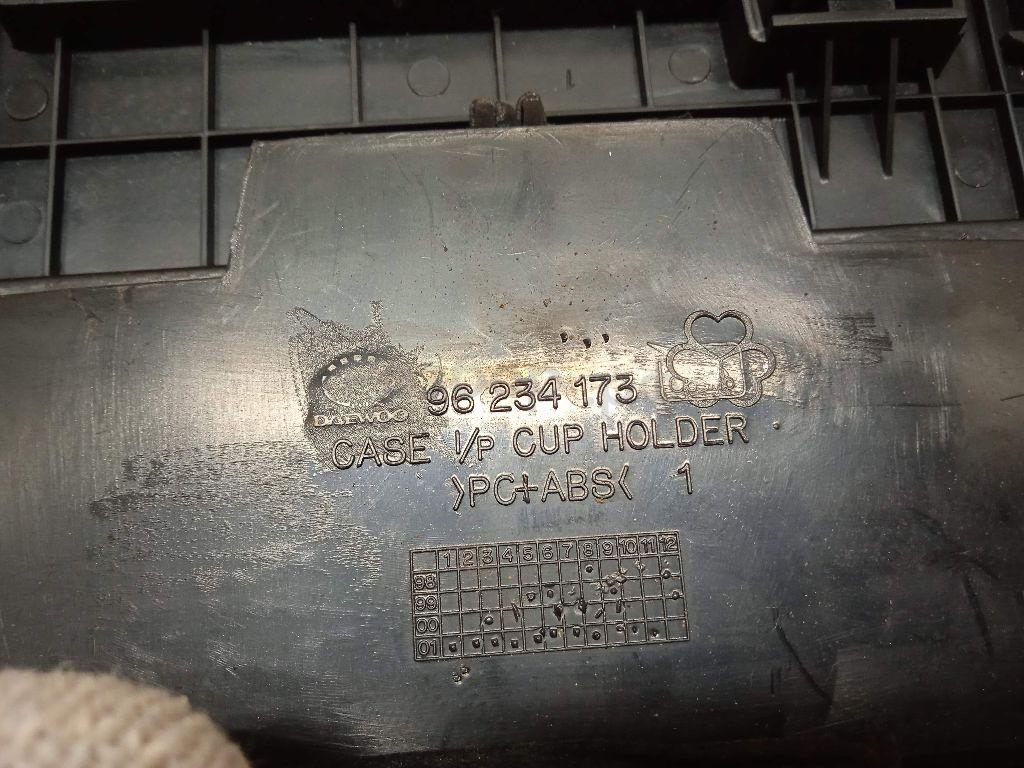 DAEWOO
96 234 173
CASE I/P CUP HOLDER
>PC+ABS< 1
1 2 3 4 5 6 7 8 9 10 11 12
98
99
00
01